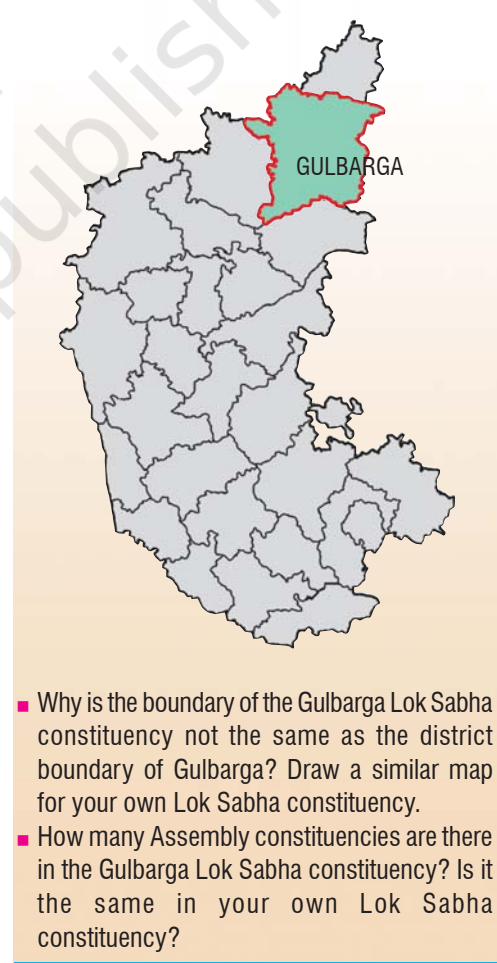 publish
GULBARGA
■ Why is the boundary of the Gulbarga Lok Sabha
constituency not the same as the district
boundary of Gulbarga? Draw a similar map
for your own Lok Sabha constituency.
■ How many Assembly constituencies are there
in the Gulbarga Lok Sabha constituency? Is it
the same in your own Lok Sabha
constituency?